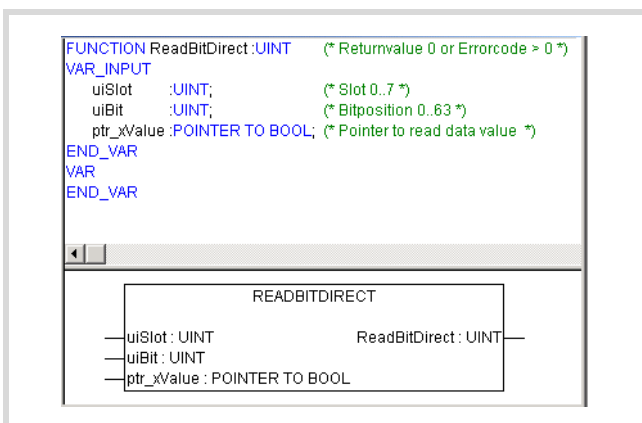 FUNCTION ReadBitDirect :UINT (* Returnvalue 0 or Errorcode > 0 *)
VAR_INPUT
uiSlot :UINT; (* Slot 0..7 *)
uiBit :UINT; (* Bitposition 0..63 *)
ptr_xValue :POINTER TO BOOL; (* Pointer to read data value *)
END_VAR
VAR
END_VAR
READBITDIRECT
uiSlot : UINT ReadBitDirect : UINT
uiBit : UINT
ptr_xValue : POINTER TO BOOL